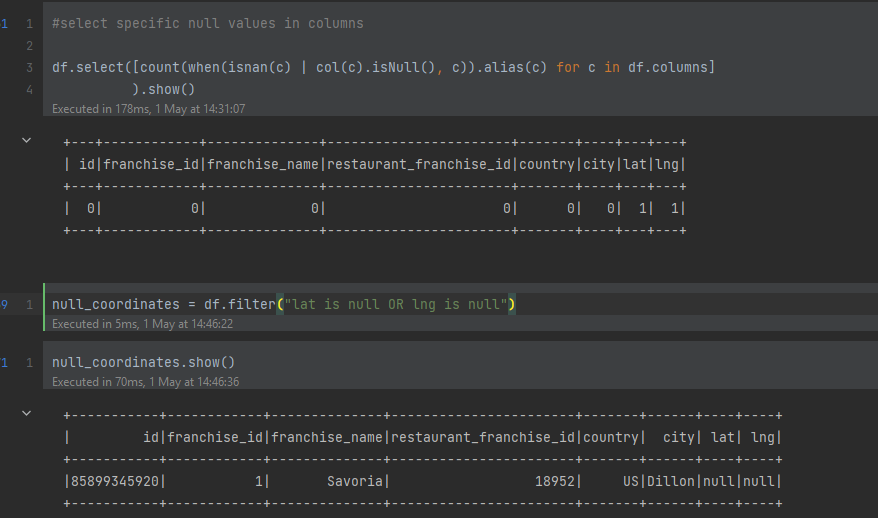 #select specific null values in columns
1 1
2
3 df.select([count(when(isnan(c) | col(c).isNull(), c)).alias(c) for c in df.columns]
4 ).show()
Executed in 178ms, 1 May at 14:31:07
+---+------------+--------------+-----------------------+-------+----+---+---+
| id|franchise_id|franchise_name|restaurant_franchise_id|country|city|lat|lng|
+---+------------+--------------+-----------------------+-------+----+---+---+
|  0|           0|             0|                      0|      0|   0|  1|  1|
+---+------------+--------------+-----------------------+-------+----+---+---+
9 1 null_coordinates = df.filter("lat is null OR lng is null")
Executed in 5ms, 1 May at 14:46:22
1 1 null_coordinates.show()
Executed in 70ms, 1 May at 14:46:36
+-----------+------------+--------------+-----------------------+-------+------+----+----+
|         id|franchise_id|franchise_name|restaurant_franchise_id|country|  city| lat| lng|
+-----------+------------+--------------+-----------------------+-------+------+----+----+
|85899345920|           1|       Savoria|                  18952|     US|Dillon|null|null|
+-----------+------------+--------------+-----------------------+-------+------+----+----+